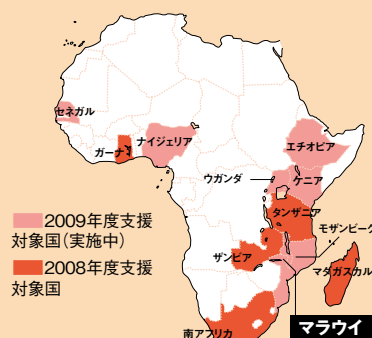 セネガル
ガーナ
ナイジェリア
エチオピア
ウガンダ
ケニア
タンザニア
モザンビーク
ザンビア
マダガスカル
南アフリカ
マラウイ
2009年度支援
対象国(実施中)
2008年度支援
対象国